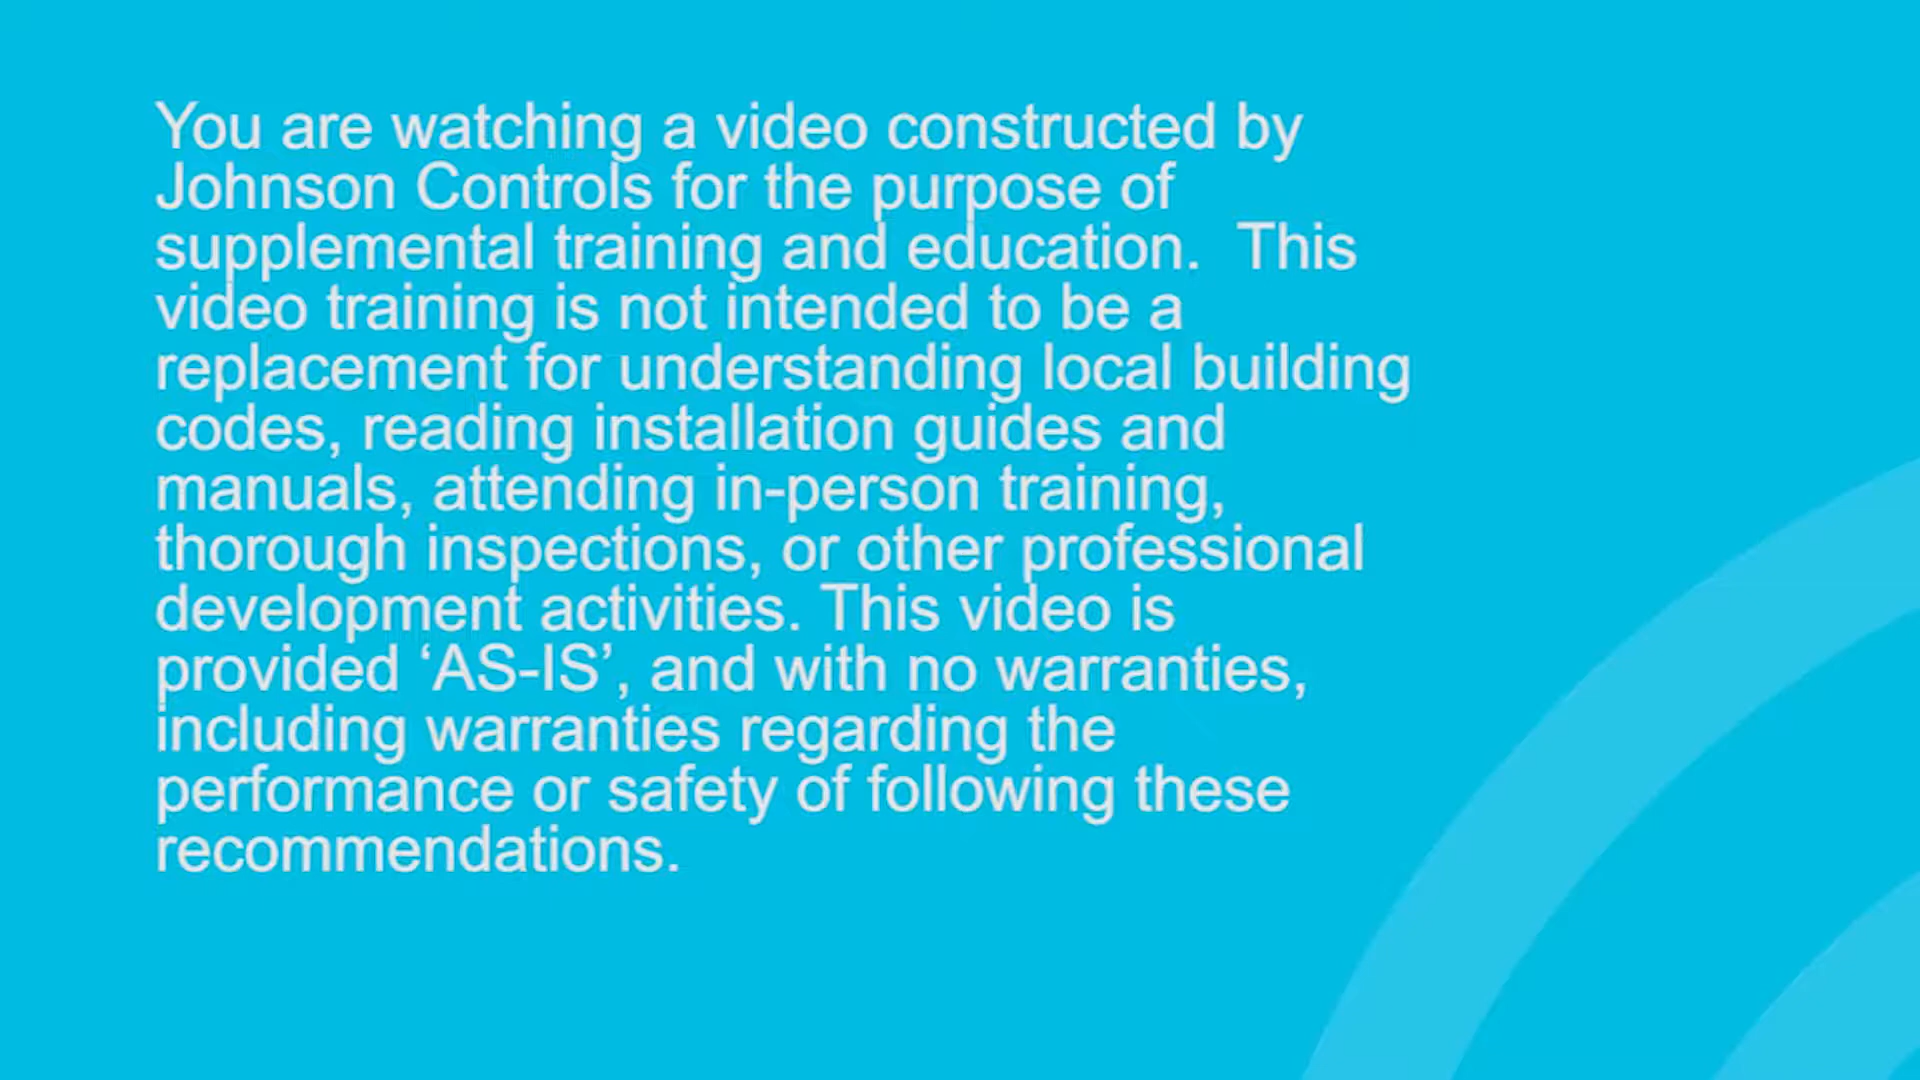 You are watching a video constructed by
Johnson Controls for the purpose of
supplemental training and education.  This
video training is not intended to be a
replacement for understanding local building
codes, reading installation guides and
manuals, attending in-person training,
thorough inspections, or other professional
development activities. This video is
provided ‘AS-IS’, and with no warranties,
including warranties regarding the
performance or safety of following these
recommendations.